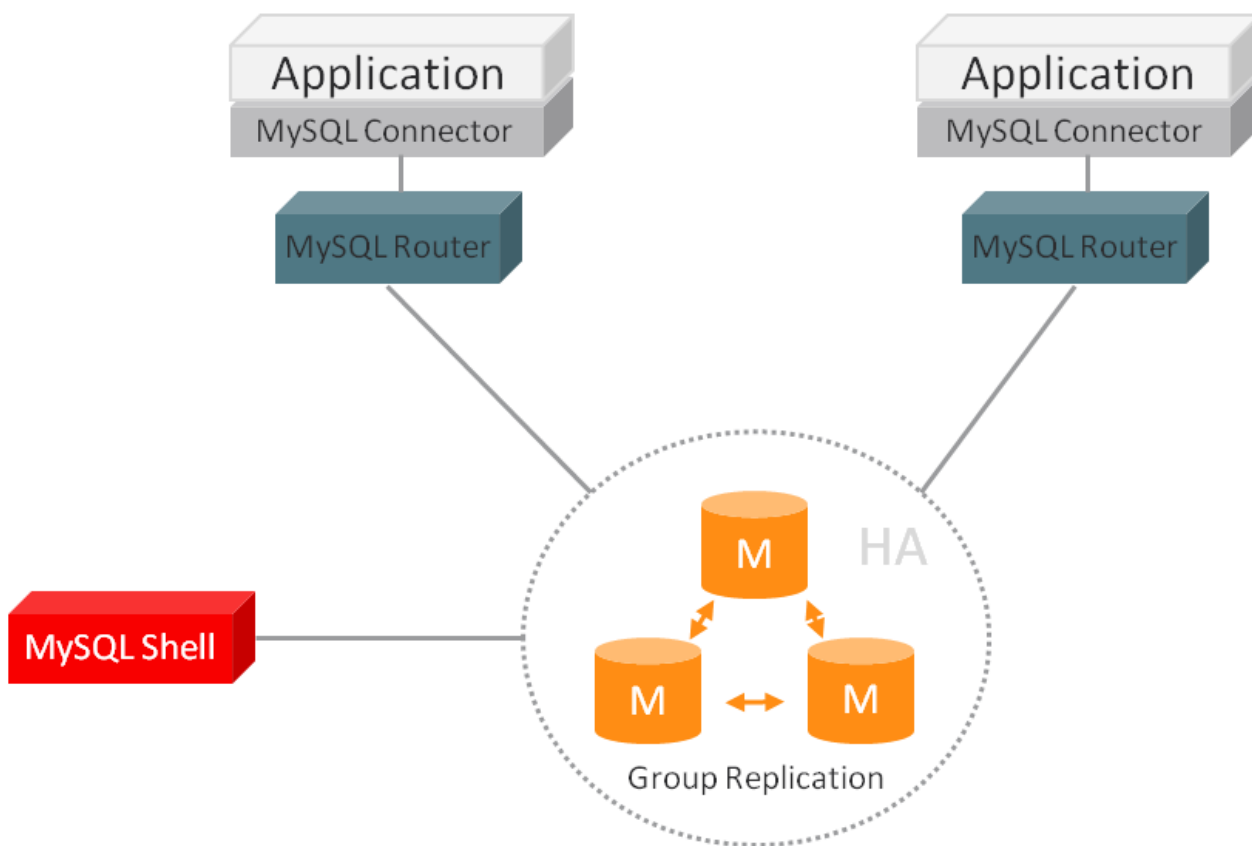 Application
MySQL Connector
MySQL Router
Application
MySQL Connector
MySQL Router
HA
M
M
M
Group Replication
MySQL Shell